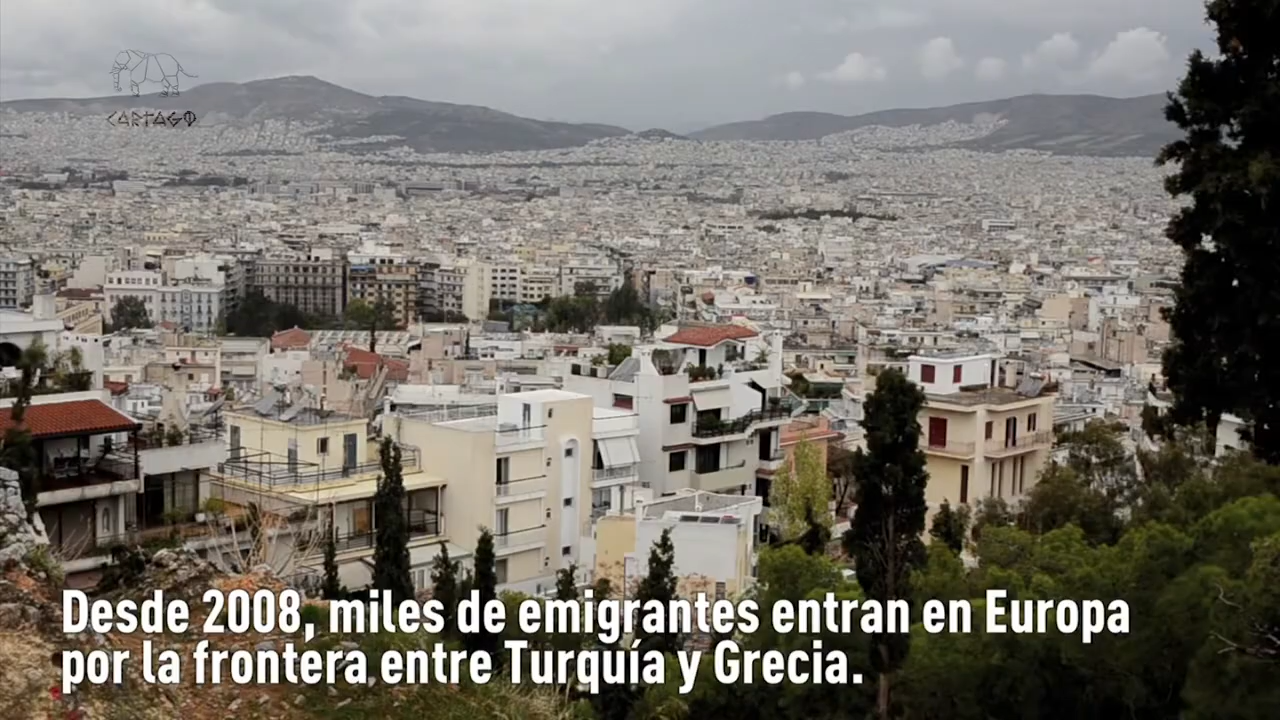 CARTAGO
Desde 2008, miles de emigrantes entran en Europa
por la frontera entre Turquía y Grecia.